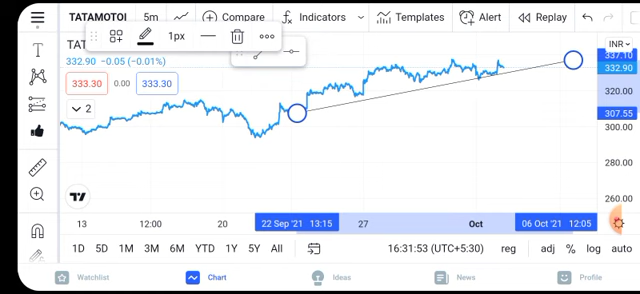 TATAMOTOI 5m Compare Indicators Templates Alert Replay
1px
TAT
INR
332.90 −0.05 (−0.01%)
333.30 0.00 333.30
2
337.10
332.90
320.00
307.55
300.00
280.00
260.00
13 12:00 20 22 Sep '21 13:15 27 Oct 06 Oct '21 12:05
1D 5D 1M 3M 6M YTD 1Y 5Y All 16:31:53 (UTC+5:30) reg adj % log auto
Watchlist Chart Ideas News Profile